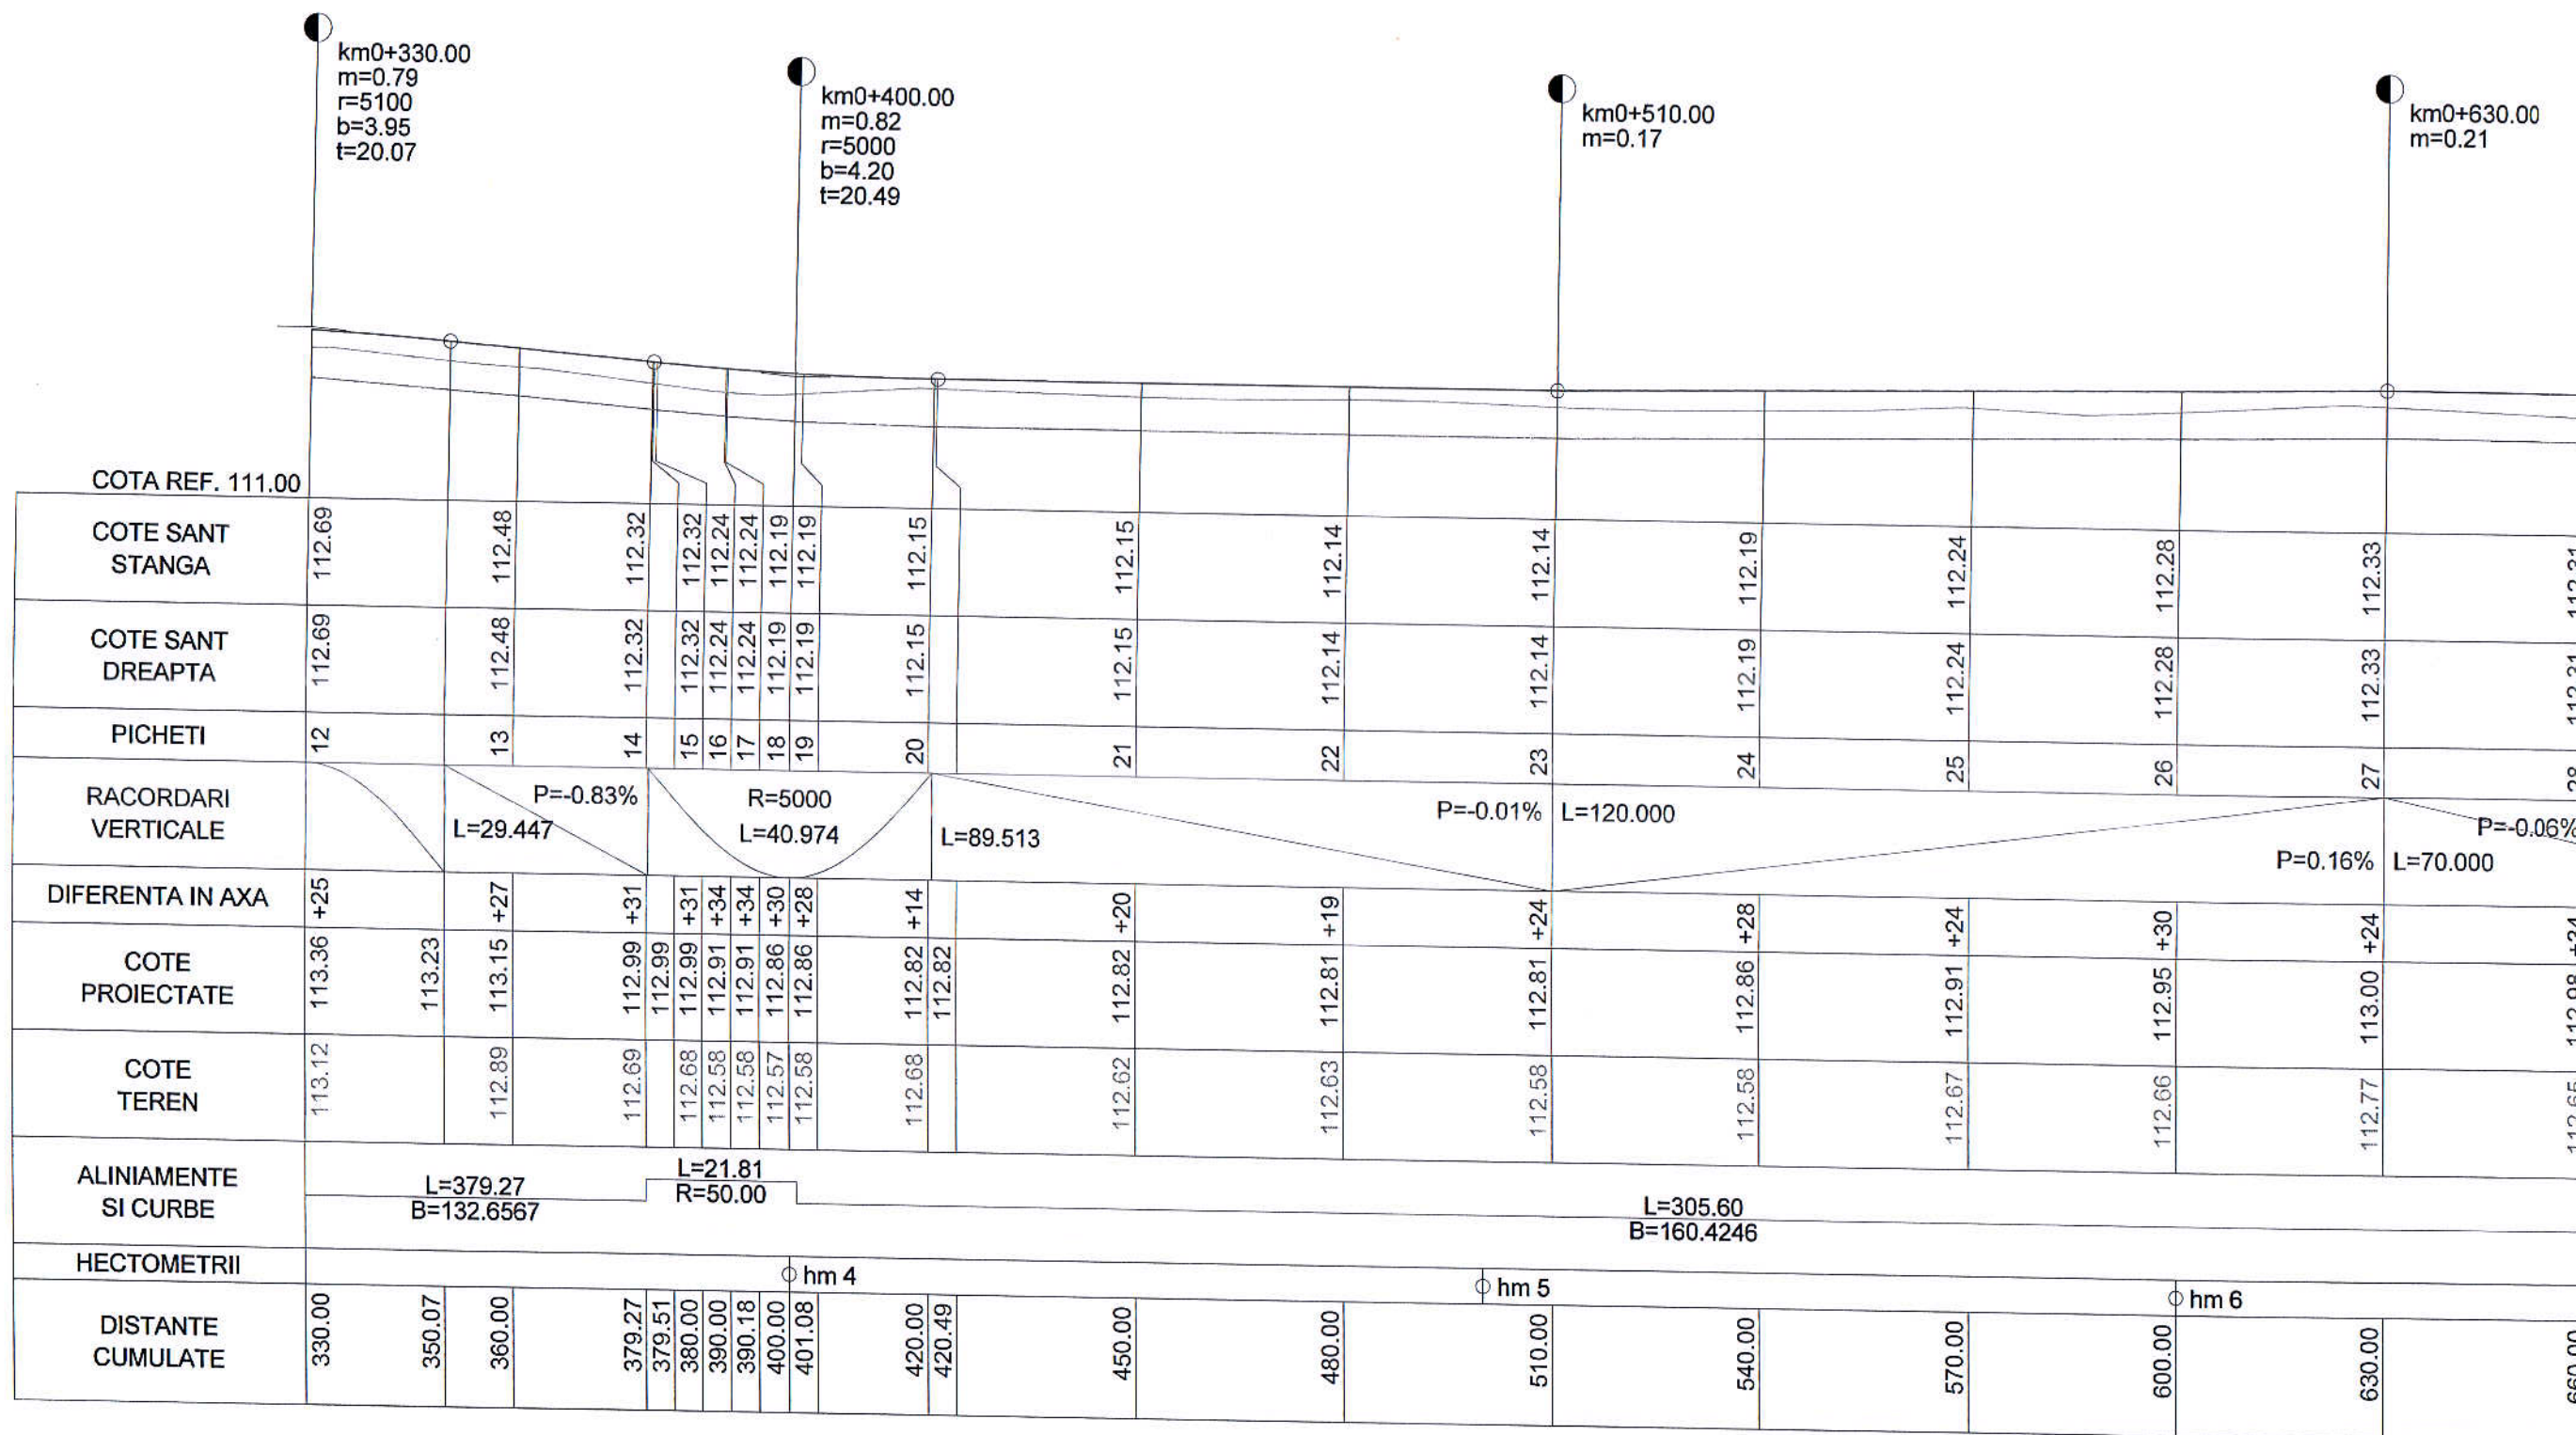 km0+330.00
m=0.79
r=5100
b=3.95
t=20.07
km0+400.00
m=0.82
r=5000
b=4.20
t=20.49
km0+510.00
m=0.17
km0+630.00
m=0.21
COTA REF. 111.00
COTE SANT
STANGA
112.69 112.48 112.32 112.32 112.24 112.24 112.19 112.19 112.15 112.15 112.14 112.14 112.19 112.24 112.28 112.33 112.31
COTE SANT
DREAPTA
112.69 112.48 112.32 112.32 112.24 112.24 112.19 112.19 112.15 112.15 112.14 112.14 112.19 112.24 112.28 112.33 112.31
PICHETI
12 13 14 15 16 17 18 19 20 21 22 23 24 25 26 27 28
RACORDARI
VERTICALE
L=29.447
P=-0.83%
R=5000
L=40.974
L=89.513
P=-0.01%
L=120.000
P=0.16%
L=70.000
P=-0.06%
DIFERENTA IN AXA
+25 +27 +31 +31 +34 +34 +30 +28 +14 +20 +19 +24 +28 +24 +30 +24
COTE
PROIECTATE
113.36 113.23 113.15 112.99 112.99 112.99 112.91 112.91 112.86 112.86 112.82 112.82 112.82 112.81 112.81 112.86 112.91 112.95 113.00 112.98
COTE
TEREN
113.12 112.89 112.69 112.68 112.58 112.58 112.57 112.58 112.68 112.62 112.63 112.58 112.58 112.67 112.66 112.77 112.65
ALINIAMENTE
SI CURBE
L=379.27
B=132.6567
L=21.81
R=50.00
L=305.60
B=160.4246
HECTOMETRII
hm 4
hm 5
hm 6
DISTANTE
CUMULATE
330.00 350.07 360.00 379.27 379.51 380.00 390.00 390.18 400.00 401.08 420.00 420.49 450.00 480.00 510.00 540.00 570.00 600.00 630.00 660.00